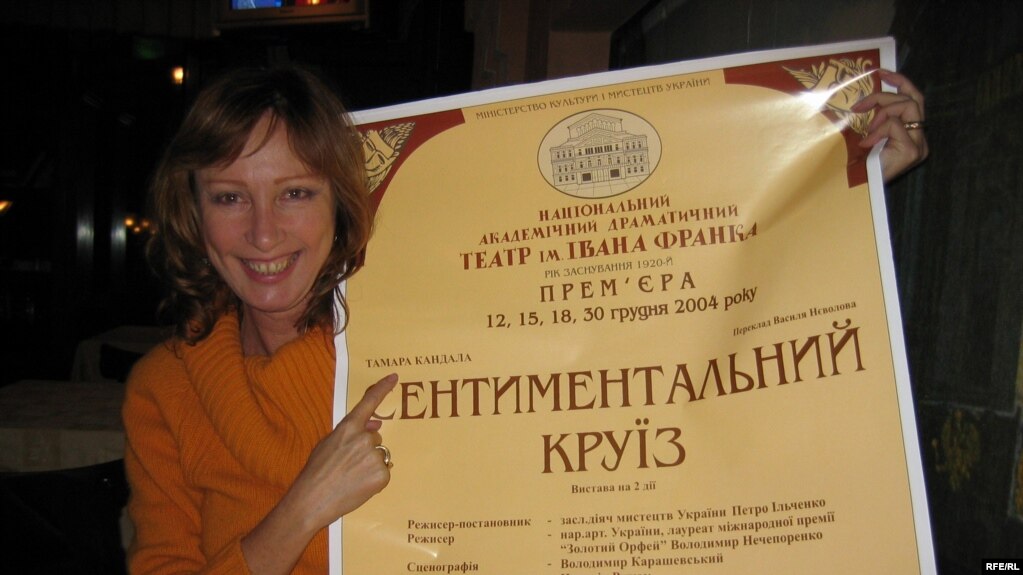 МІНІСТЕРСТВО КУЛЬТУРИ І МИСТЕЦТВ УКРАЇНИ
НАЦІОНАЛЬНИЙ
АКАДЕМІЧНИЙ ДРАМАТИЧНИЙ
ТЕАТР ІМ. ІВАНА ФРАНКА
РІК ЗАСНУВАННЯ 1920-Й
ПРЕМ'ЄРА
12, 15, 18, 30 грудня 2004 року
Переклад Василя Нєволова
ТАМАРА КАНДАЛА
СЕНТИМЕНТАЛЬНИЙ
КРУЇЗ
Вистава на 2 дії
Режисер-постановник - засл.діяч мистецтв України Петро Ільченко
Режисер - нар.арт. України, лауреат міжнародної премії
"Золотий Орфей" Володимир Нечепоренко
Сценографія - Володимир Карашевський
RFE/RL